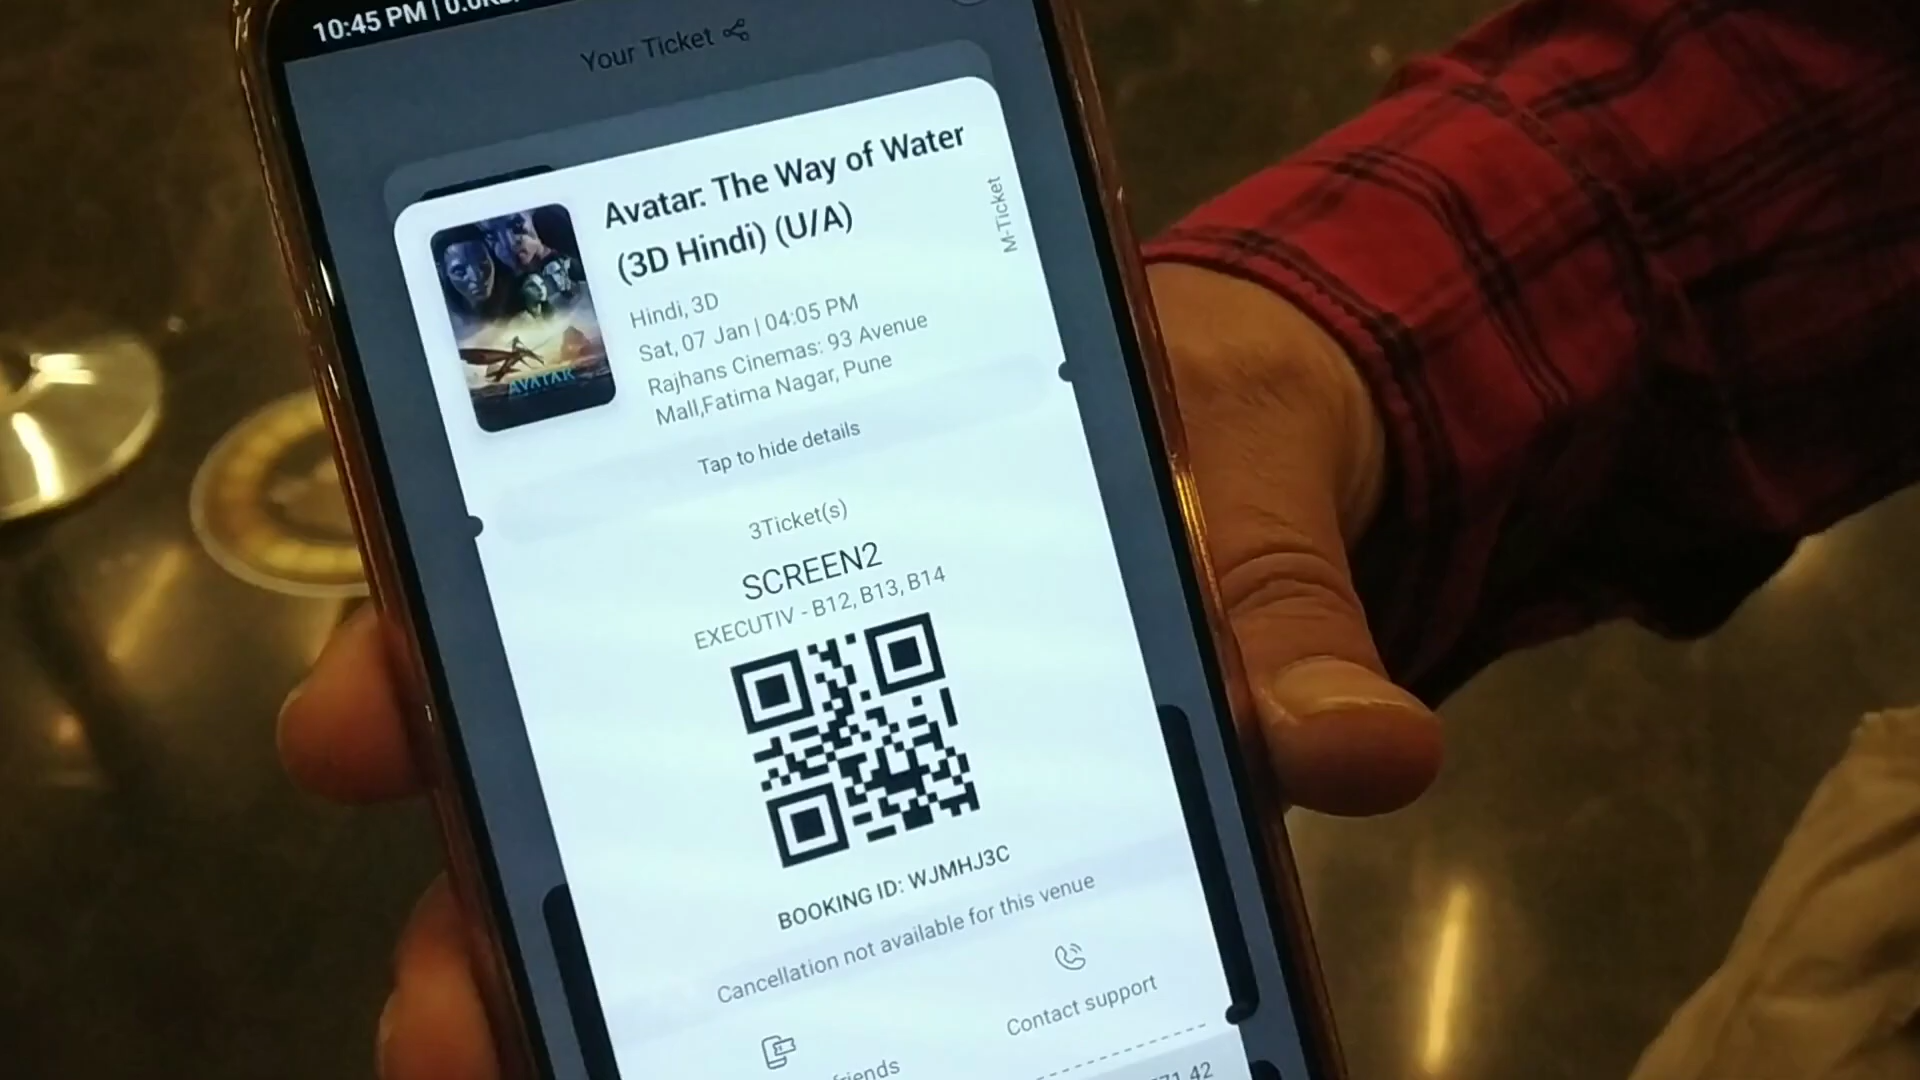 10:45 PM
Your Ticket
Avatar: The Way of Water
(3D Hindi) (U/A)
M-Ticket
Hindi, 3D
Sat, 07 Jan | 04:05 PM
Rajhans Cinemas: 93 Avenue
Mall,Fatima Nagar, Pune
AVATAR
Tap to hide details
3Ticket(s)
SCREEN2
EXECUTIV - B12, B13, B14
BOOKING ID: WJMHJ3C
Cancellation not available for this venue
Contact support